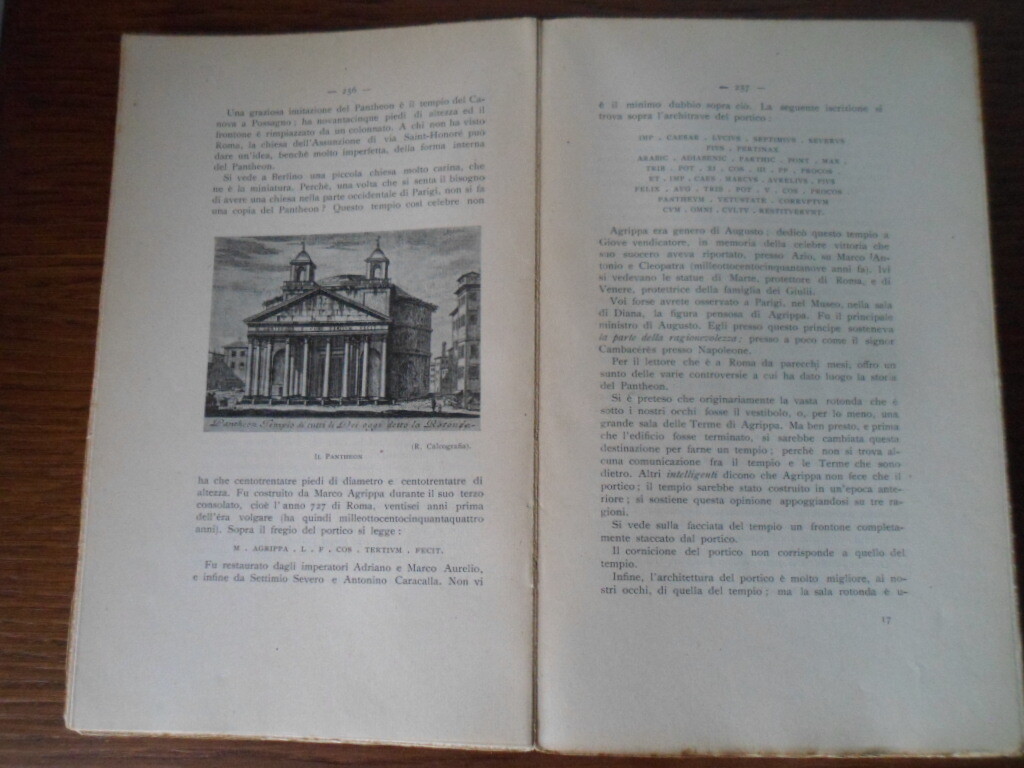 — 256 —
Una graziosa imitazione del Pantheon è il tempio del Ca-
nova a Possagno; ha novantacinque piedi di altezza ed il
frontone è rimpiazzato da un colonnato. A chi non ha visto
Roma, la chiesa dell'Assunzione di via Saint-Honoré può
dare un'idea, benchè molto imperfetta, della forma interna
del Pantheon.
Si vede a Berlino una piccola chiesa molto carina, che
ne è la miniatura. Perchè, una volta che si senta il bisogno
di avere una chiesa nella parte occidentale di Parigi, non si fa
una copia del Pantheon? Questo tempio così celebre non
Pantheon Tempio di tutti li Dei oggi detto la Rotonda
(R. Calcografia).
IL PANTHEON
ha che centotrentatre piedi di diametro e centotrentatre di
altezza. Fu costruito da Marco Agrippa durante il suo terzo
consolato, cioè l'anno 727 di Roma, ventisei anni prima
dell'éra volgare (ha quindi milleottocentocinquantaquattro
anni). Sopra il fregio del portico si legge:
M . AGRIPPA . L . F . COS . TERTIVM . FECIT.
Fu restaurato dagli imperatori Adriano e Marco Aurelio,
e infine da Settimio Severo e Antonino Caracalla. Non vi
— 257 —
è il minimo dubbio sopra ciò. La seguente iscrizione si
trova sopra l'architrave del portico:
IMP . CAESAR . LUCIUS . SEPTIMIUS . SEVERVS
PIVS . PERTINAX
ARABIC . ADIABENIC . PARTHIC . PONT . MAX .
TRIB . POT . XI . COS . III . PP . PROCOS .
ET . IMP . CAES . MARCVS . AVRELIVS . PIVS
FELIX . AVG . TRIB . POT . V . COS . PROCOS
PANTHEVM . VETUSTATE . CORRVPTVM
CVM . OMNI . CVLTV . RESTITVERVNT.
Agrippa era genero di Augusto: dedicò questo tempio a
Giove vendicatore, in memoria della celebre vittoria che
suo suocero aveva riportato, presso Azio, su Marco An-
tonio e Cleopatra (milleottocentocinquantanove anni fa). Ivi
si vedevano le statue di Marte, protettore di Roma, e di
Venere, protettrice della famiglia dei Giulii.
Voi forse avrete osservato a Parigi, nel Museo, nella sala
di Diana, la figura pensosa di Agrippa. Fu il principale
ministro di Augusto. Egli presso questo principe sosteneva
la parte della ragionevolezza; presso a poco come il signor
Cambacérès presso Napoleone.
Per il lettore che è a Roma da parecchi mesi, offro un
sunto delle varie controversie a cui ha dato luogo la storia
del Pantheon.
Si è preteso che originariamente la vasta rotonda che è
sotto i nostri occhi fosse il vestibolo, o, per lo meno, una
grande sala delle Terme di Agrippa. Ma ben presto, e prima
che l'edificio fosse terminato, si sarebbe cambiata questa
destinazione per farne un tempio; perchè non si trova al-
cuna comunicazione fra il tempio e le Terme che sono
dietro. Altri intelligenti dicono che Agrippa non fece che il
portico; il tempio sarebbe stato costruito in un'epoca ante-
riore; si sostiene questa opinione appoggiandosi su tre ra-
gioni.
Si vede sulla facciata del tempio un frontone completa-
mente staccato dal portico.
Il cornicione del portico non corrisponde a quello del
tempio.
Infine, l'architettura del portico è molto migliore, ai no-
stri occhi, di quella del tempio; ma la sala rotonda è u-
17